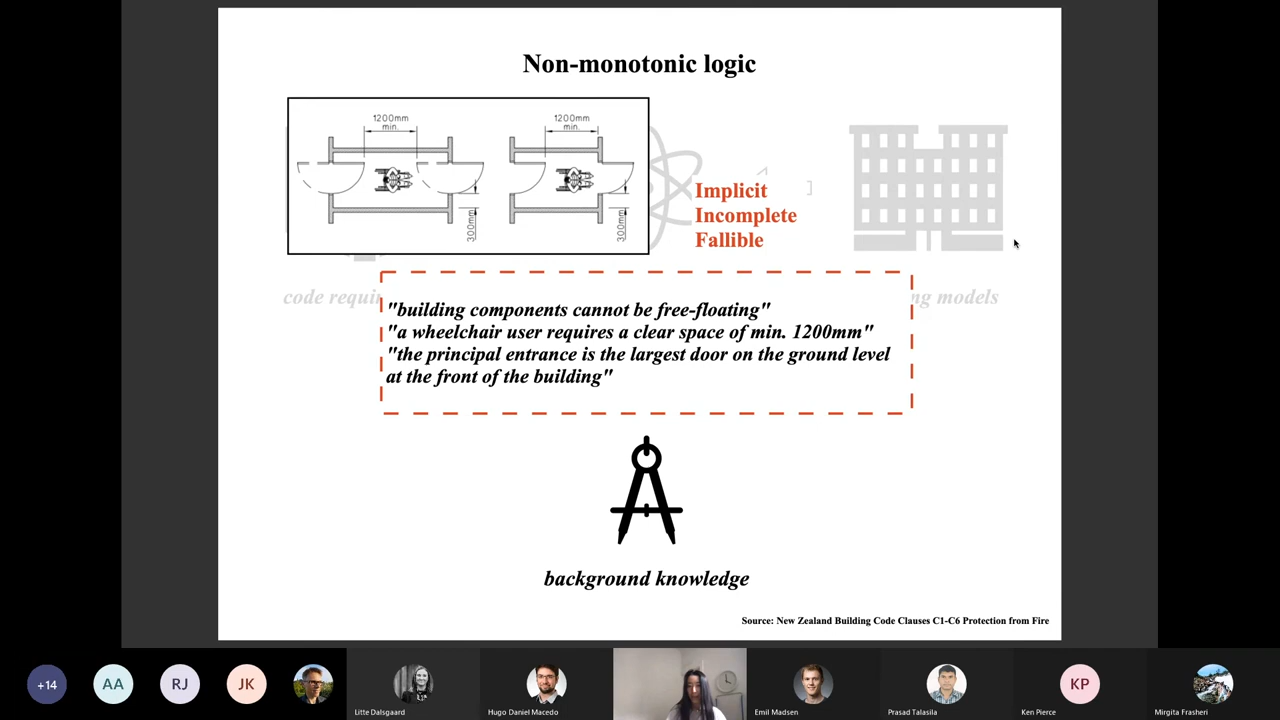 Non-monotonic logic
1200mm
min.
1200mm
min.
300mm
300mm
Implicit
Incomplete
Fallible
code requi
ng models
"building components cannot be free-floating"
"a wheelchair user requires a clear space of min. 1200mm"
"the principal entrance is the largest door on the ground level
at the front of the building"
background knowledge
Source: New Zealand Building Code Clauses C1-C6 Protection from Fire
+14
AA
RJ
JK
KP
Litte Dalsgaard
Hugo Daniel Macedo
Emil Madsen
Prasad Talasila
Ken Pierce
Mirgita Frasheri